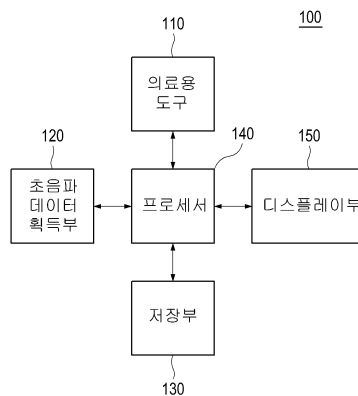 100
110
의료용
도구
120
초음파
데이터
획득부
140
프로세서
150
디스플레이부
저장부
130